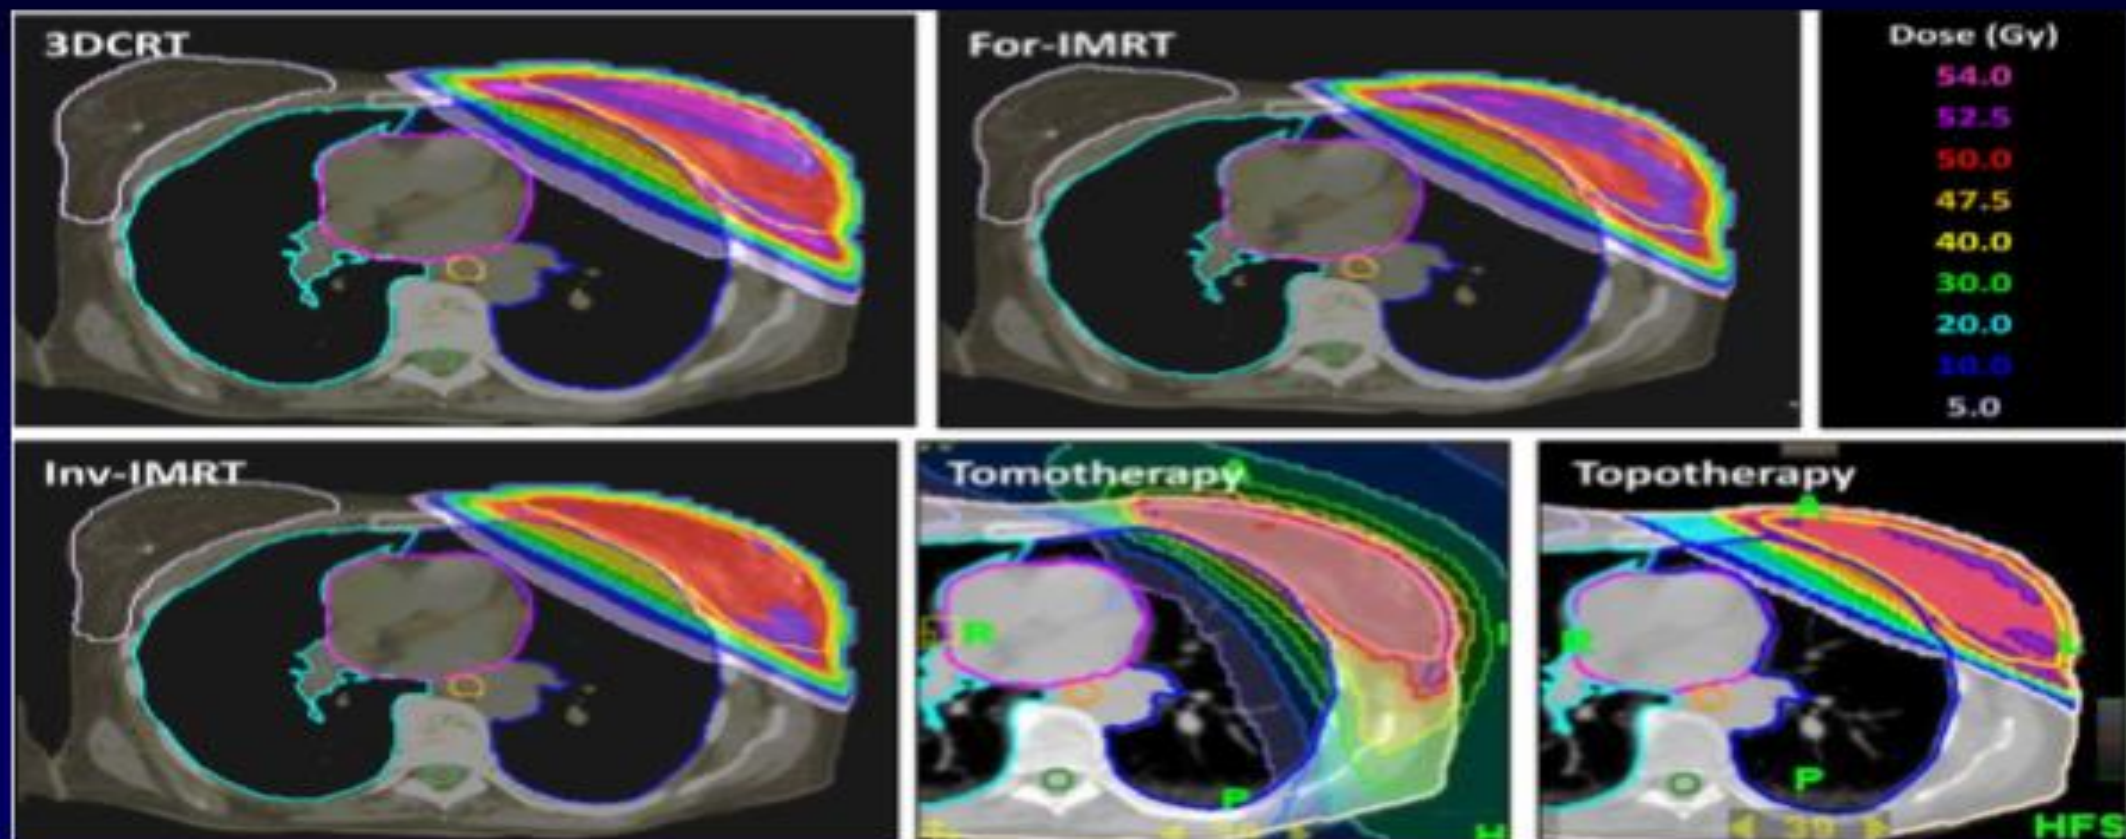 3DCRT
For-IMRT
Dose (Gy)
54.0
52.5
50.0
47.5
40.0
30.0
20.0
10.0
5.0
Inv-IMRT
Tomotherapy
R
P
H
Topotherapy
A
R
L
P
39
HFS